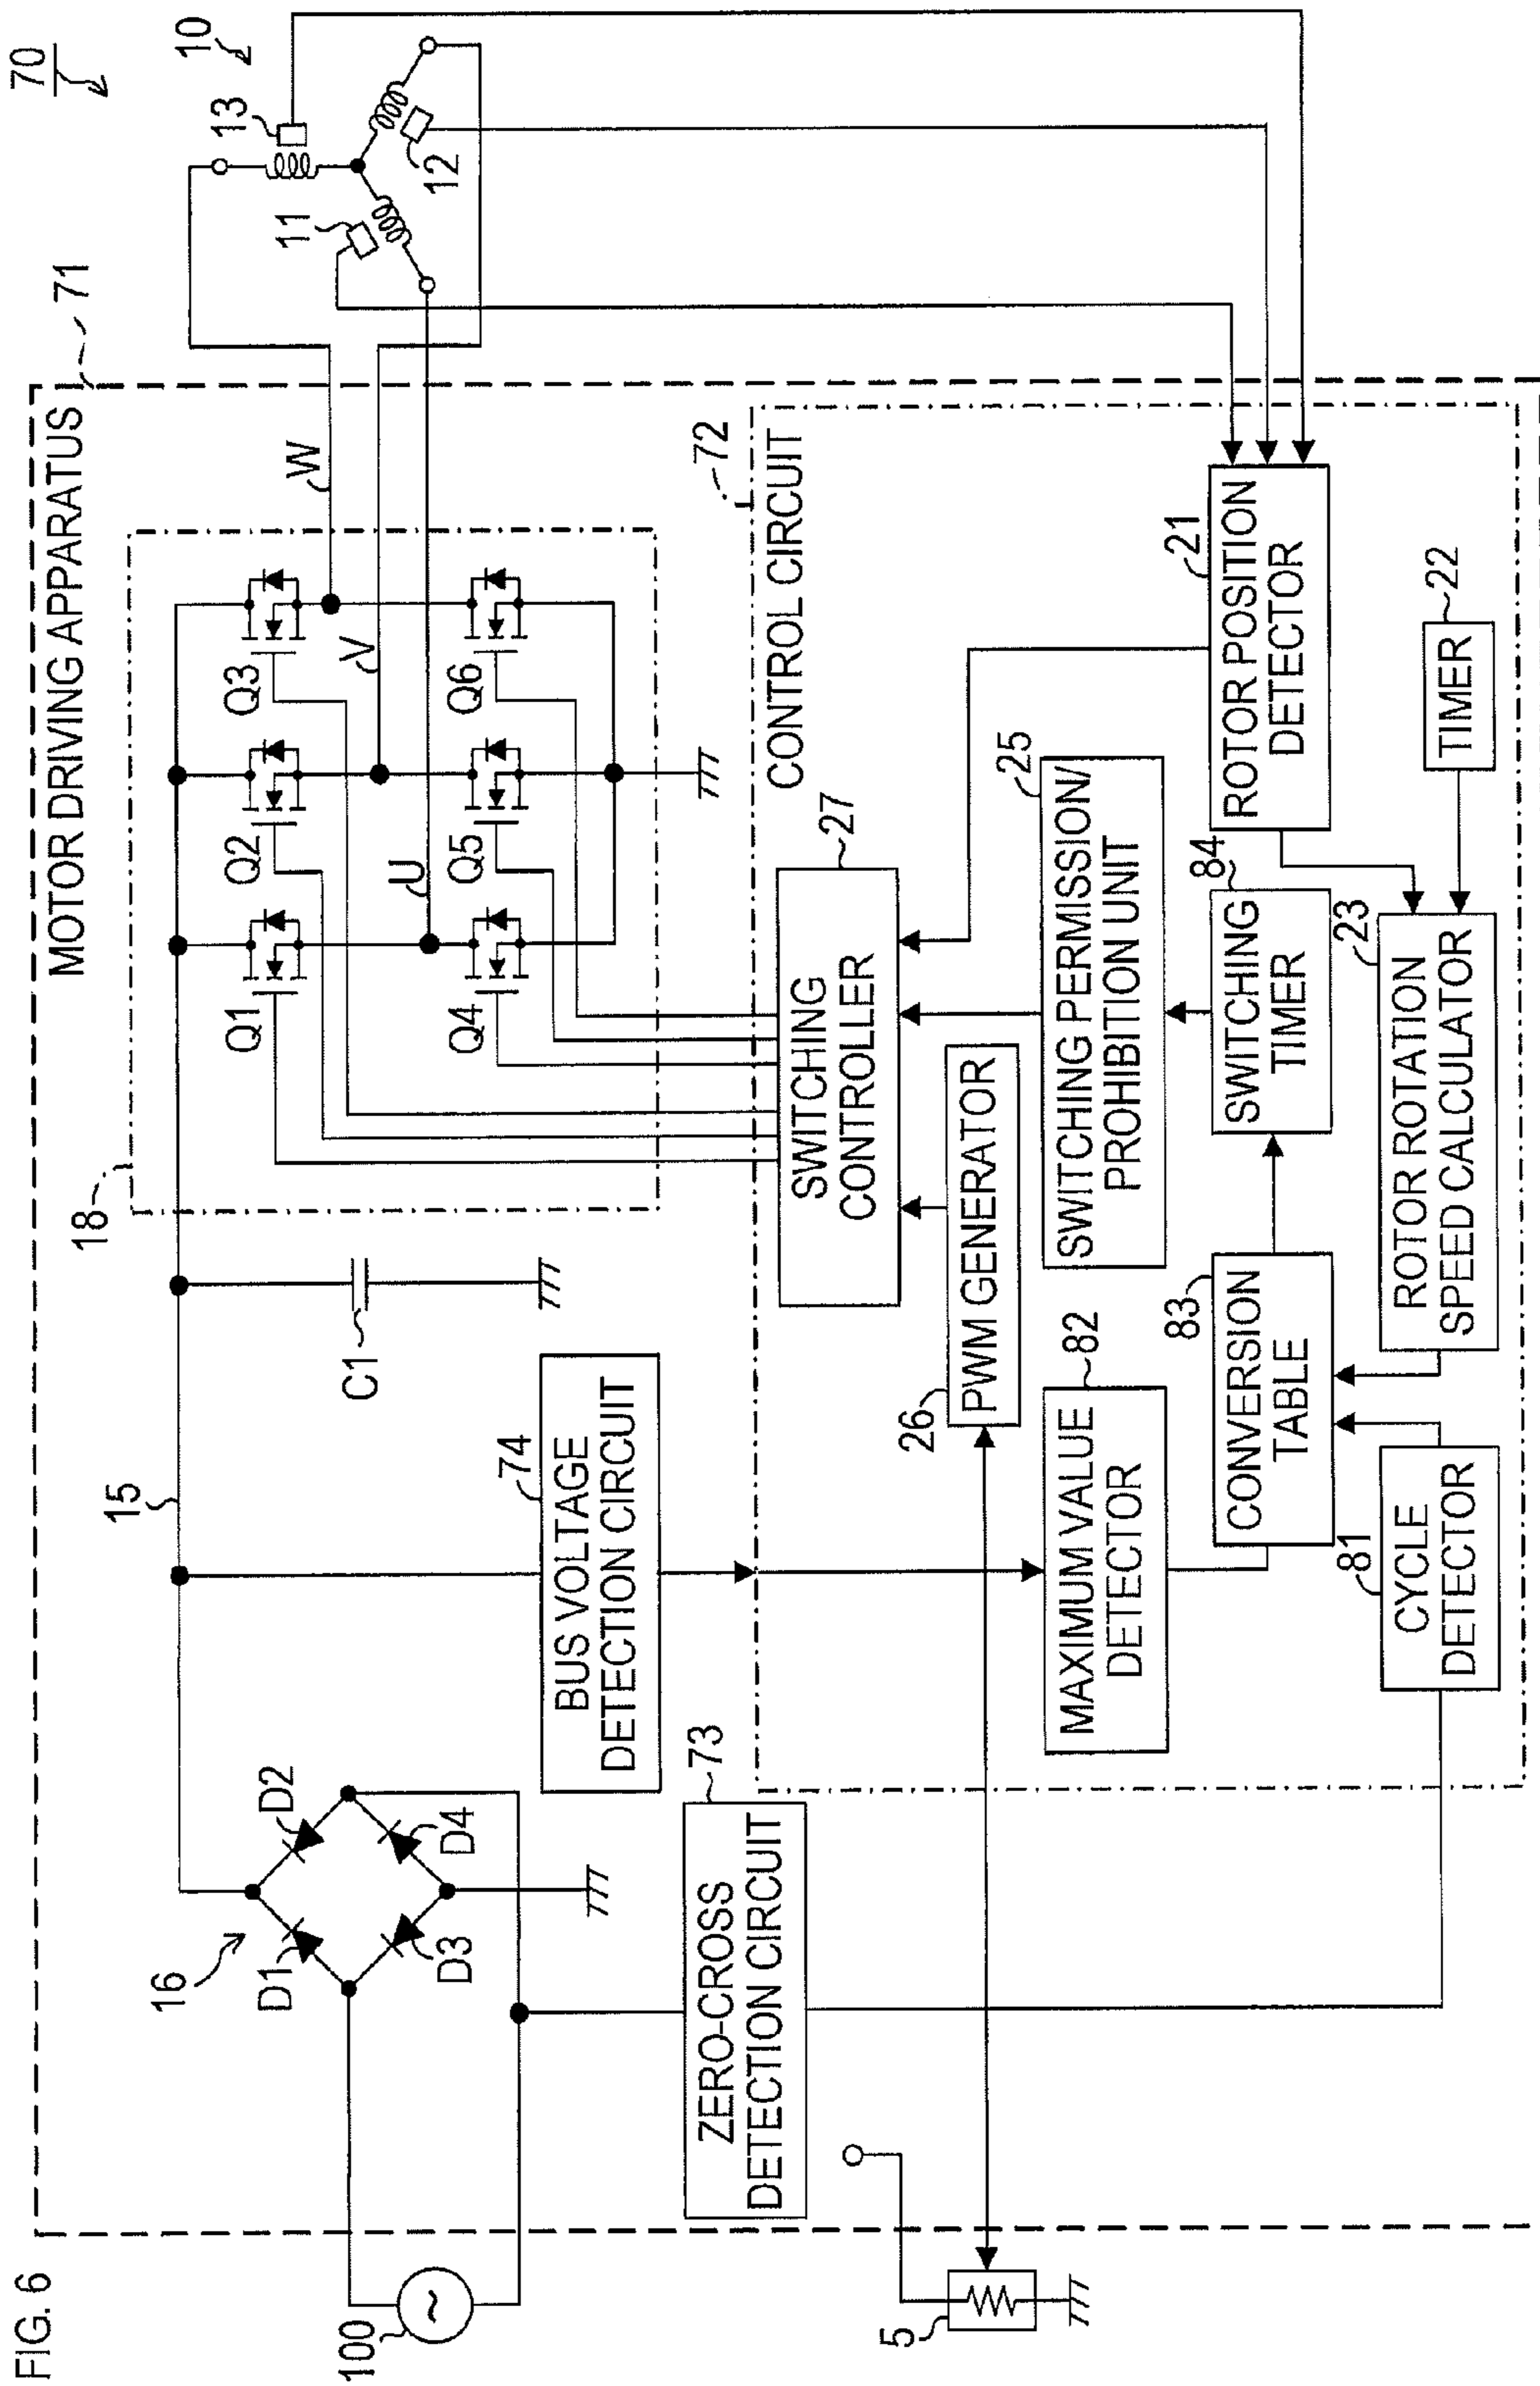 FIG. 6
70
MOTOR DRIVING APPARATUS
71
10
13
12
11
15
16
D1
D2
D3
D4
100
C1
18
Q1
Q2
Q3
Q4
Q5
Q6
U
V
W
74
BUS VOLTAGE
DETECTION CIRCUIT
73
ZERO-CROSS
DETECTION CIRCUIT
5
72
CONTROL CIRCUIT
27
SWITCHING
CONTROLLER
26
PWM GENERATOR
25
SWITCHING PERMISSION/
PROHIBITION UNIT
82
MAXIMUM VALUE
DETECTOR
83
CONVERSION
TABLE
84
SWITCHING
TIMER
21
ROTOR POSITION
DETECTOR
81
CYCLE
DETECTOR
23
ROTOR ROTATION
SPEED CALCULATOR
22
TIMER